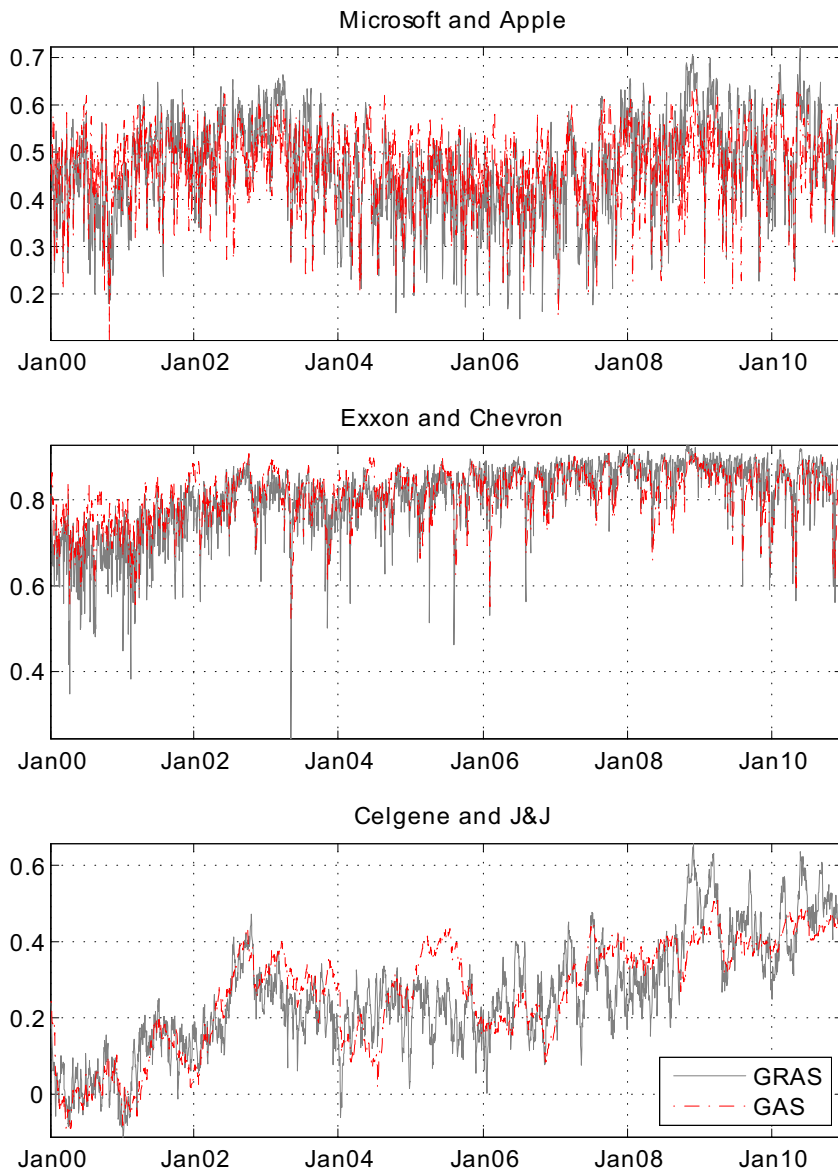 Microsoft and Apple
0.7
0.6
0.5
0.4
0.3
0.2
Jan00 Jan02 Jan04 Jan06 Jan08 Jan10
Exxon and Chevron
0.8
0.6
0.4
Jan00 Jan02 Jan04 Jan06 Jan08 Jan10
Celgene and J&J
0.6
0.4
0.2
0
GRAS
GAS
Jan00 Jan02 Jan04 Jan06 Jan08 Jan10